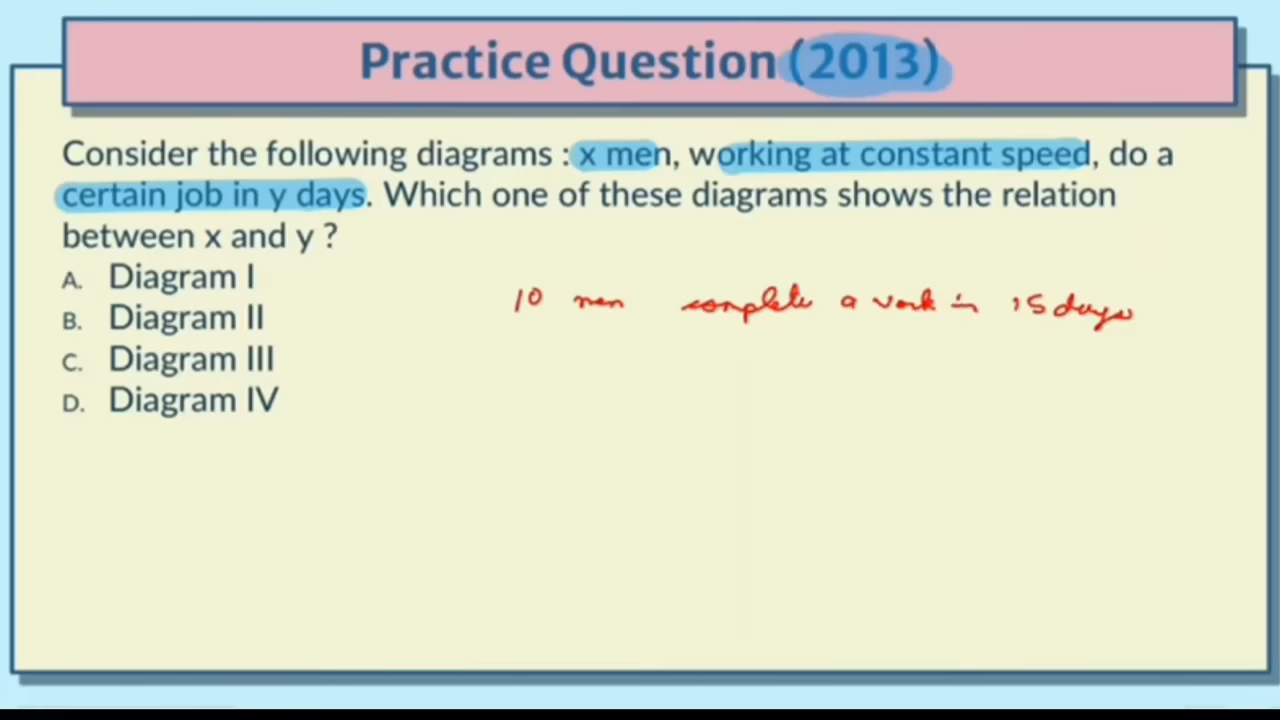 Practice Question (2013)
Consider the following diagrams : x men, working at constant speed, do a
certain job in y days. Which one of these diagrams shows the relation
between x and y ?
A. Diagram I
10 men complete a work in 15 days
B. Diagram II
C. Diagram III
D. Diagram IV